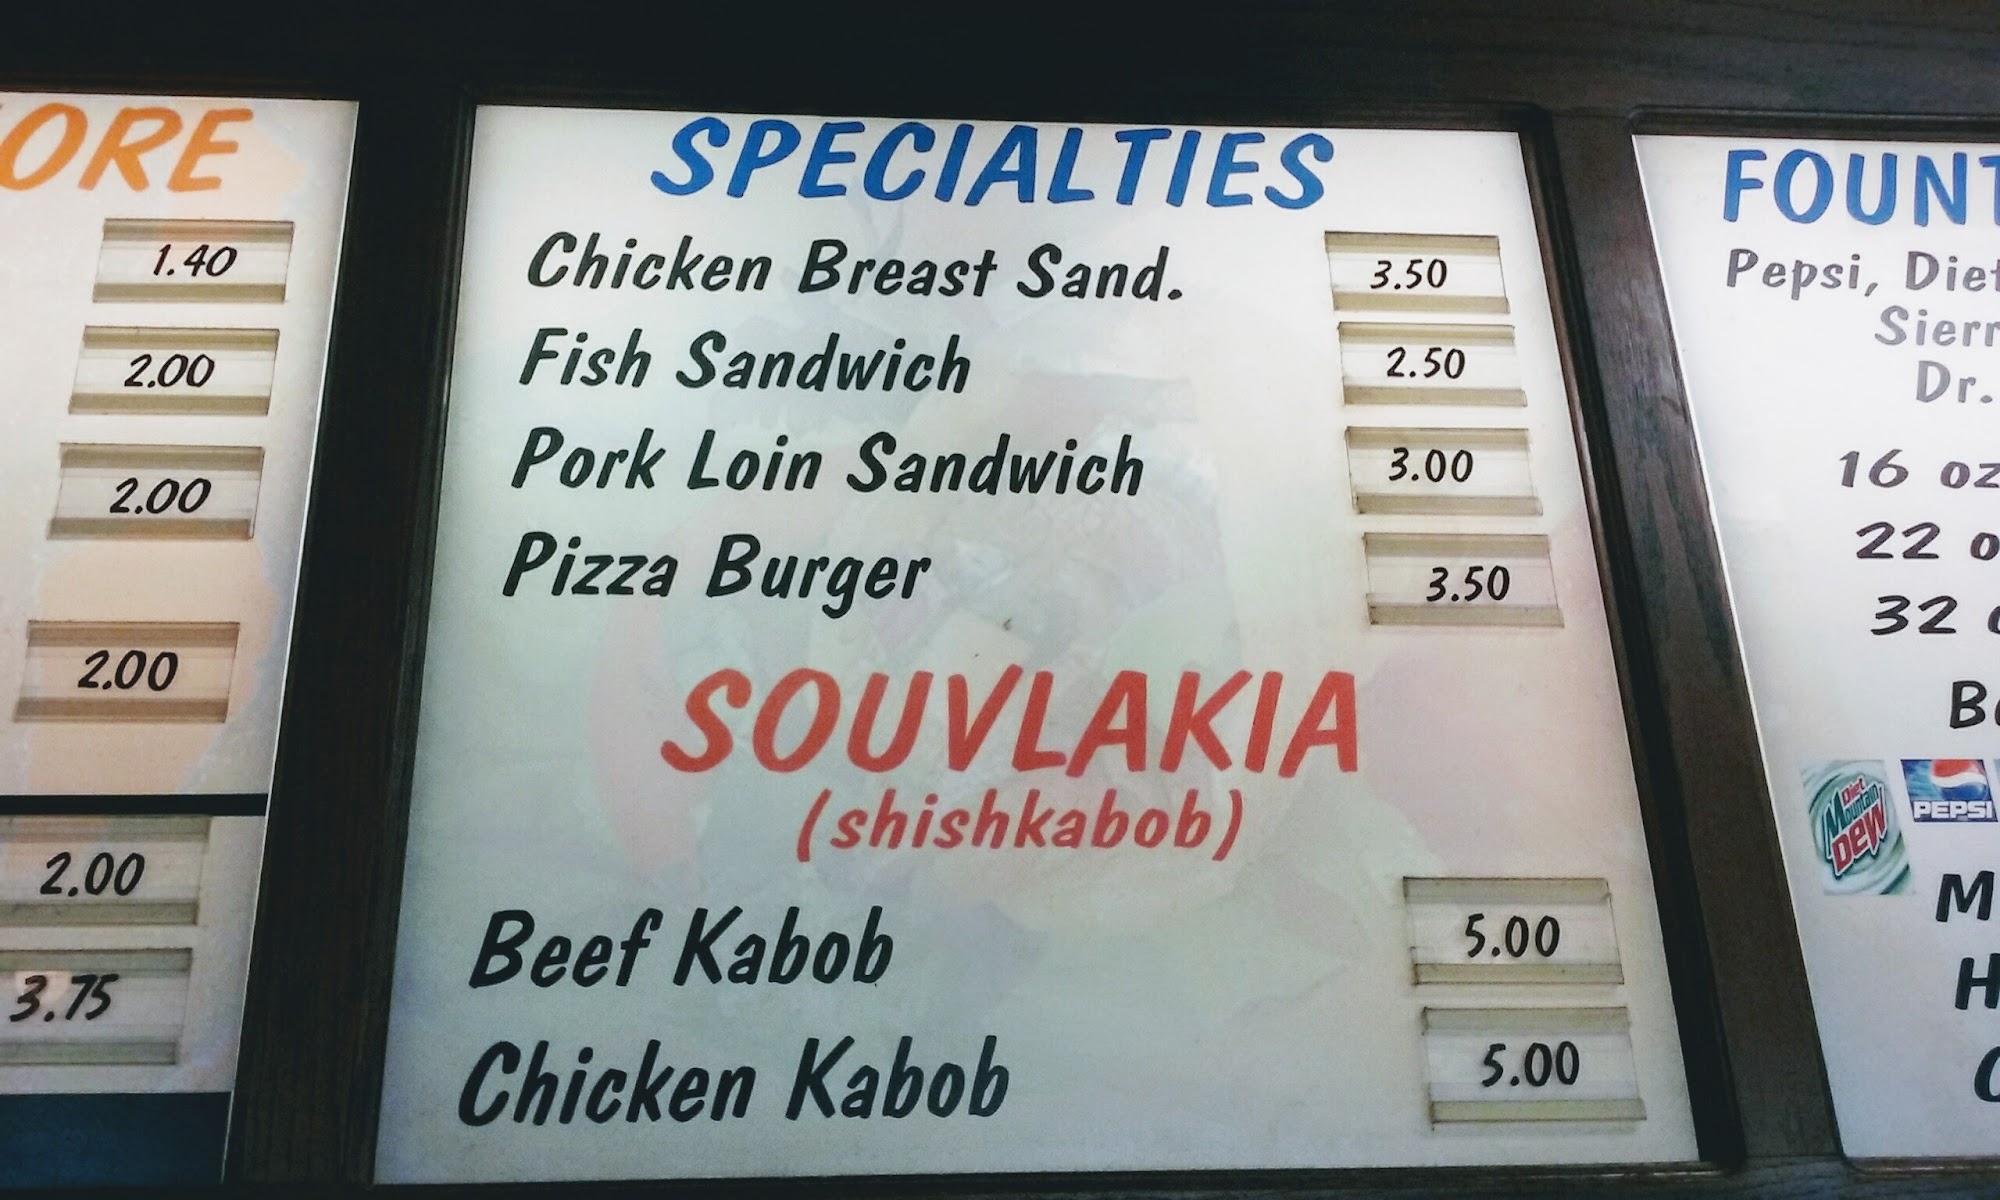 ORE
1.40
2.00
2.00
2.00
2.00
3.75
SPECIALTIES
Chicken Breast Sand. 3.50
Fish Sandwich 2.50
Pork Loin Sandwich 3.00
Pizza Burger 3.50
SOUVLAKIA
(shishkabob)
Beef Kabob 5.00
Chicken Kabob 5.00
FOUNT
Pepsi, Diet
Sierr
Dr.
16 oz
22 o
32
Diet
Mountain
Dew
PEPSI
M
H